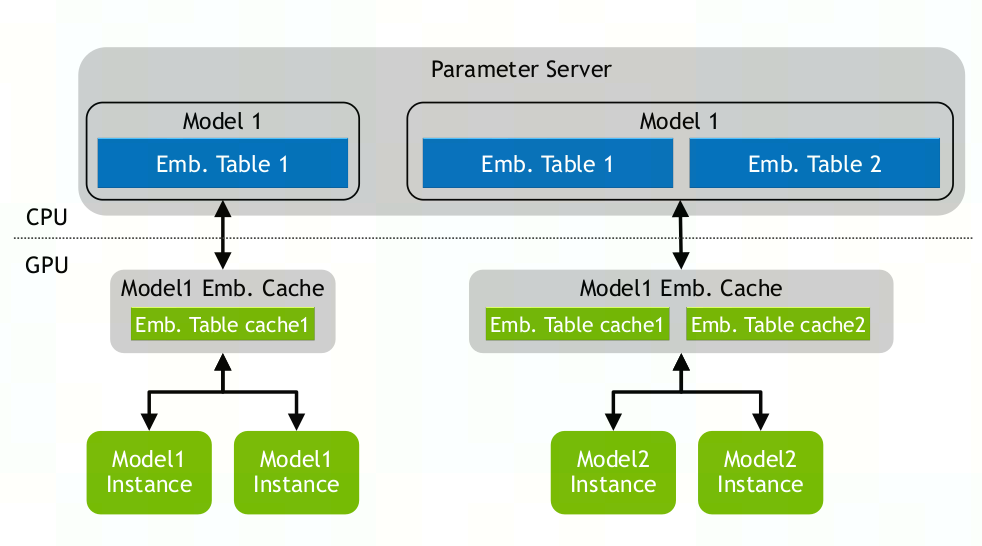 Parameter Server
Model 1
Model 1
Emb. Table 1
Emb. Table 1
Emb. Table 2
CPU
GPU
Model1 Emb. Cache
Model1 Emb. Cache
Emb. Table cache1
Emb. Table cache1
Emb. Table cache2
Model1
Instance
Model1
Instance
Model2
Instance
Model2
Instance